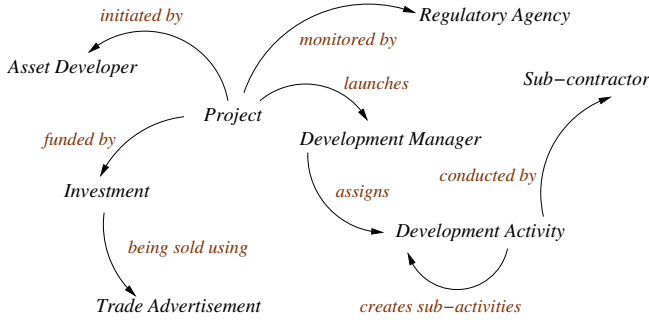 initiated by
Regulatory Agency
monitored by
Asset Developer
launches
Sub-contractor
Project
funded by
Development Manager
conducted by
Investment
assigns
Development Activity
being sold using
Trade Advertisement
creates sub-activities